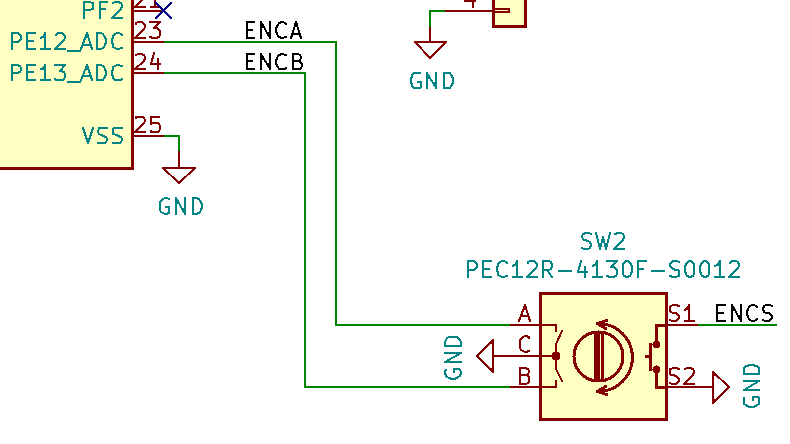 PF2 21
4
PE12_ADC 23 ENCA
PE13_ADC 24 ENCB
GND
VSS 25
GND
SW2
PEC12R-4130F-S0012
A S1 ENCS
C GND
B S2 GND